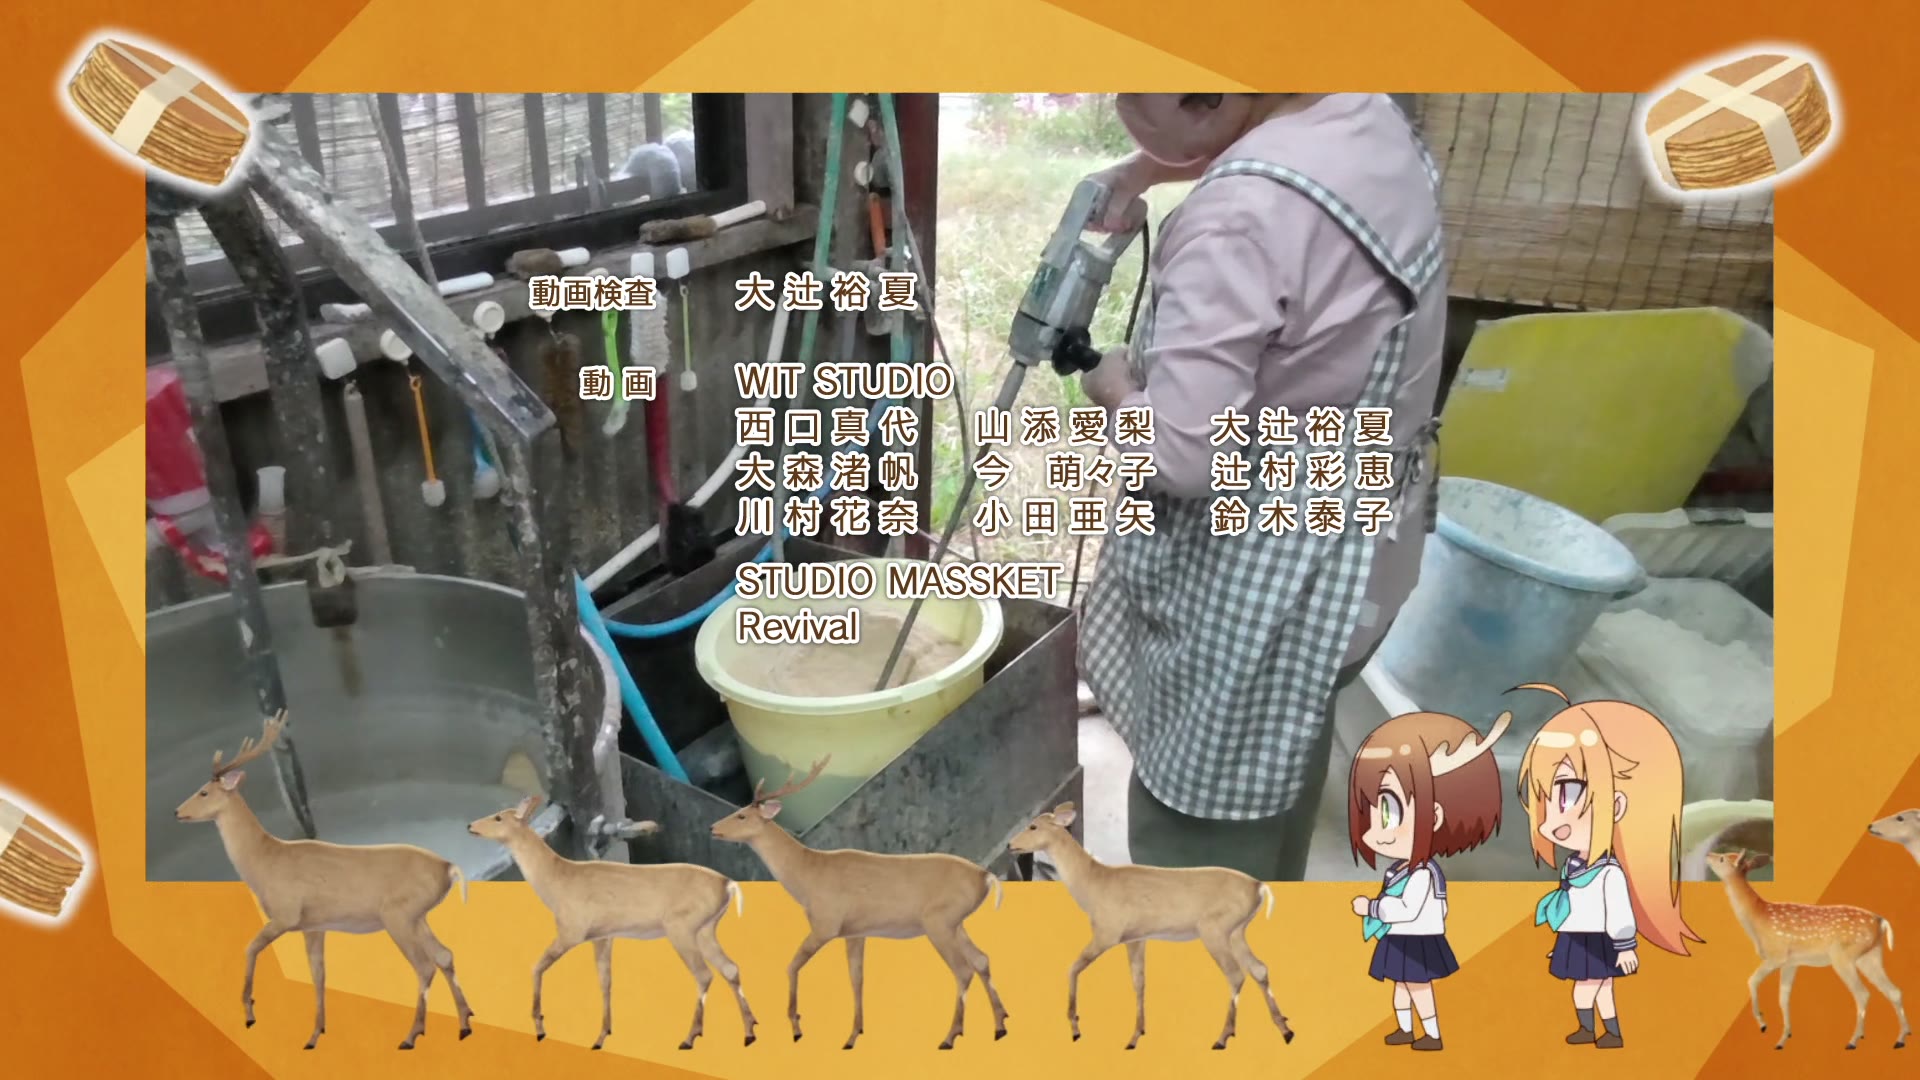 動画検査 大辻裕夏
動画 WIT STUDIO
西口真代 山添愛梨 大辻裕夏
大森渚帆 今 萌々子 辻村彩恵
川村花奈 小田亜矢 鈴木泰子
STUDIO MASSKET
Revival